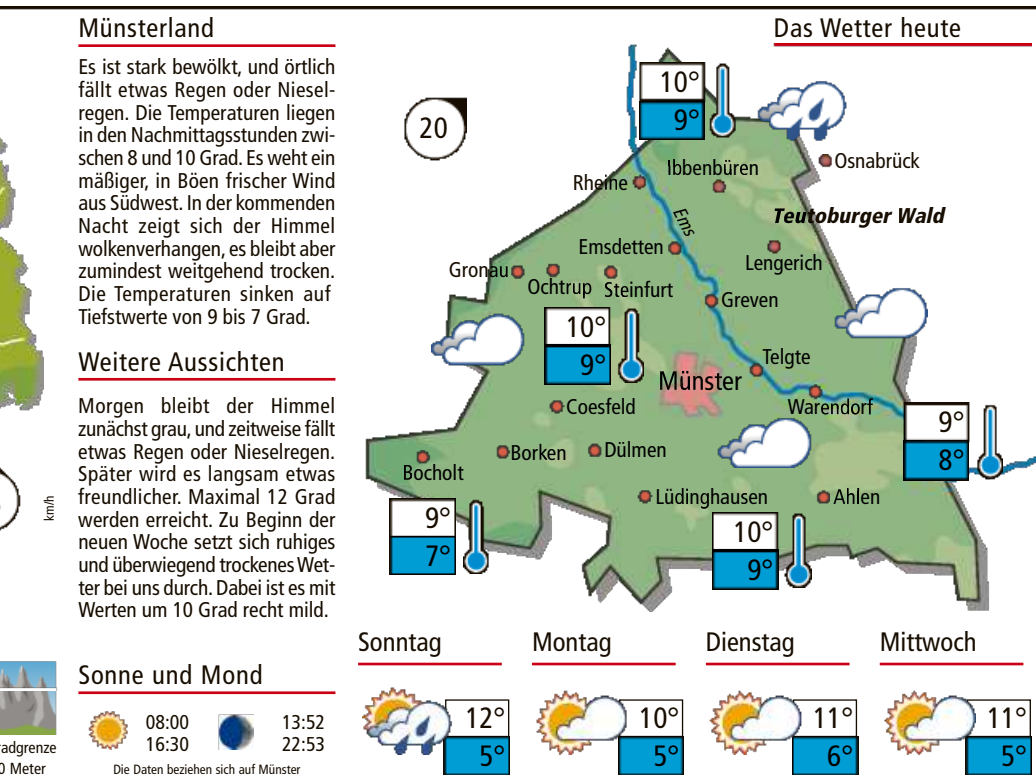 Münsterland
Es ist stark bewölkt, und örtlich
fällt etwas Regen oder Niesel-
regen. Die Temperaturen liegen
in den Nachmittagsstunden zwi-
schen 8 und 10 Grad. Es weht ein
mäßiger, in Böen frischer Wind
aus Südwest. In der kommenden
Nacht zeigt sich der Himmel
wolkenverhangen, es bleibt aber
zumindest weitgehend trocken.
Die Temperaturen sinken auf
Tiefstwerte von 9 bis 7 Grad.
Weitere Aussichten
Morgen bleibt der Himmel
zunächst grau, und zeitweise fällt
etwas Regen oder Nieselregen.
Später wird es langsam etwas
freundlicher. Maximal 12 Grad
werden erreicht. Zu Beginn der
neuen Woche setzt sich ruhiges
und überwiegend trockenes Wet-
ter bei uns durch. Dabei ist es mit
Werten um 10 Grad recht mild.
km/h
Sonne und Mond
08:00
16:30
13:52
22:53
Die Daten beziehen sich auf Münster
radgrenze
0 Meter
Das Wetter heute
20
10°
9°
Osnabrück
Ibbenbüren
Rheine
Ems
Teutoburger Wald
Emsdetten
Lengerich
Gronau
Ochtrup
Steinfurt
Greven
10°
9°
Telgte
Münster
Warendorf
Coesfeld
9°
8°
Borken
Dülmen
Bocholt
Lüdinghausen
Ahlen
9°
7°
10°
9°
Sonntag
12°
5°
Montag
10°
5°
Dienstag
11°
6°
Mittwoch
11°
5°